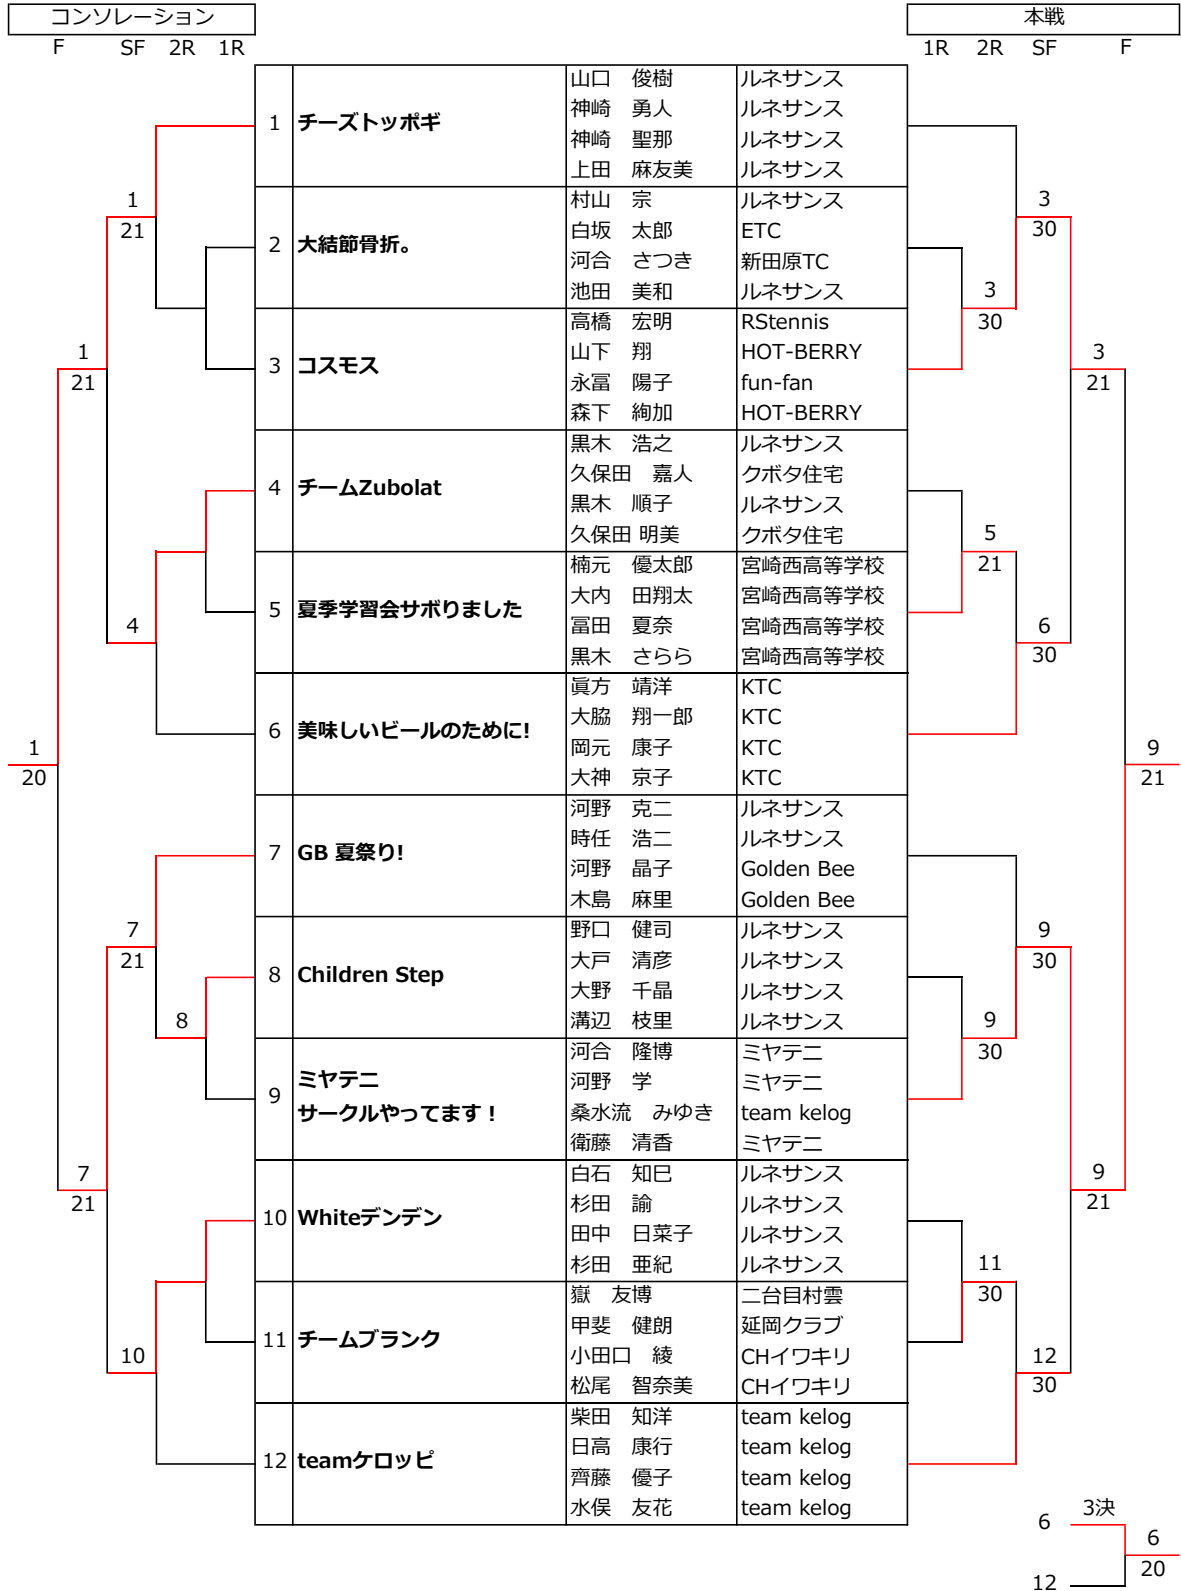 コンソレーション 本戦
F SF 2R 1R 1R 2R SF F
山口　俊樹 ルネサンス
神崎　勇人 ルネサンス
1 チーズトッポギ
神崎　聖那 ルネサンス
上田　麻友美 ルネサンス
村山　宗 ルネサンス
1 3
21 30
白坂　太郎 ETC
2 大結節骨折。
河合　さつき 新田原TC
池田　美和 ルネサンス
3
30
高橋　宏明 RStennis
山下　翔 HOT-BERRY
1 3
21 21
3 コスモス
永冨　陽子 fun-fan
森下　絢加 HOT-BERRY
黒木　浩之 ルネサンス
久保田　嘉人 クボタ住宅
4 チームZubolat
黒木　順子 ルネサンス
久保田 明美 クボタ住宅
5
21
楠元　優太郎 宮崎西高等学校
大内　田翔太 宮崎西高等学校
5 夏季学習会サボりました
冨田　夏奈 宮崎西高等学校
4 6
30
黒木　さらら 宮崎西高等学校
眞方　靖洋 KTC
大脇　翔一郎 KTC
6 美味しいビールのために!
岡元　康子 KTC
1 9
20 21
大神　京子 KTC
河野　克二 ルネサンス
時任　浩二 ルネサンス
7 GB 夏祭り!
河野　晶子 Golden Bee
木島　麻里 Golden Bee
野口　健司 ルネサンス
7 9
21 30
大戸　清彦 ルネサンス
8 Children Step
大野　千晶 ルネサンス
溝辺　枝里 ルネサンス
8 9
30
河合　隆博 ミヤテニ
ミヤテニ
河野　学 ミヤテニ
9
サークルやってます！
桑水流　みゆき team kelog
衛藤　清香 ミヤテニ
白石　知巳 ルネサンス
7 9
21 21
杉田　諭 ルネサンス
10 Whiteデンデン
田中　日菜子 ルネサンス
杉田　亜紀 ルネサンス
11
30
嶽　友博 二台目村雲
甲斐　健朗 延岡クラブ
11 チームブランク
小田口　綾 CHイワキリ
10 12
30
松尾　智奈美 CHイワキリ
柴田　知洋 team kelog
日高　康行 team kelog
12 teamケロッピ
齊藤　優子 team kelog
水俣　友花 team kelog
6 3決
6
20
12